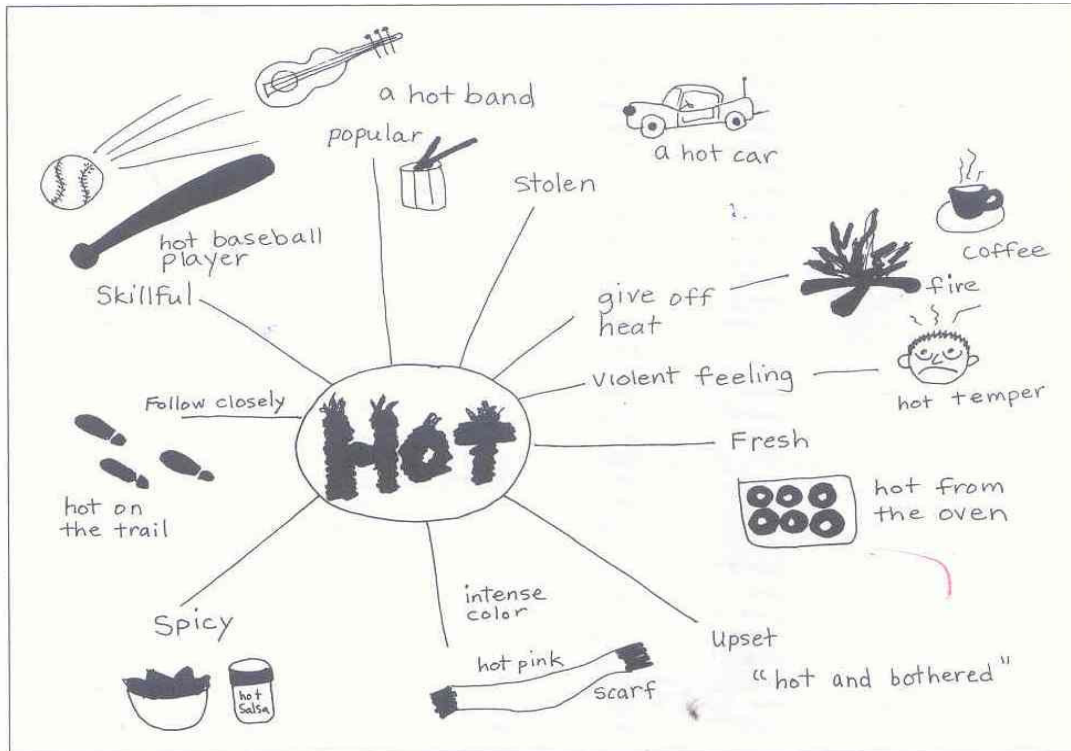 a hot band
popular
a hot car
Stolen
coffee
hot baseball
player
Skillful
give off
heat
fire
Violent feeling
hot temper
Follow closely
HOT
Fresh
hot on
the trail
hot from
the oven
Spicy
hot
Salsa
intense
color
hot pink
scarf
Upset
"hot and bothered"